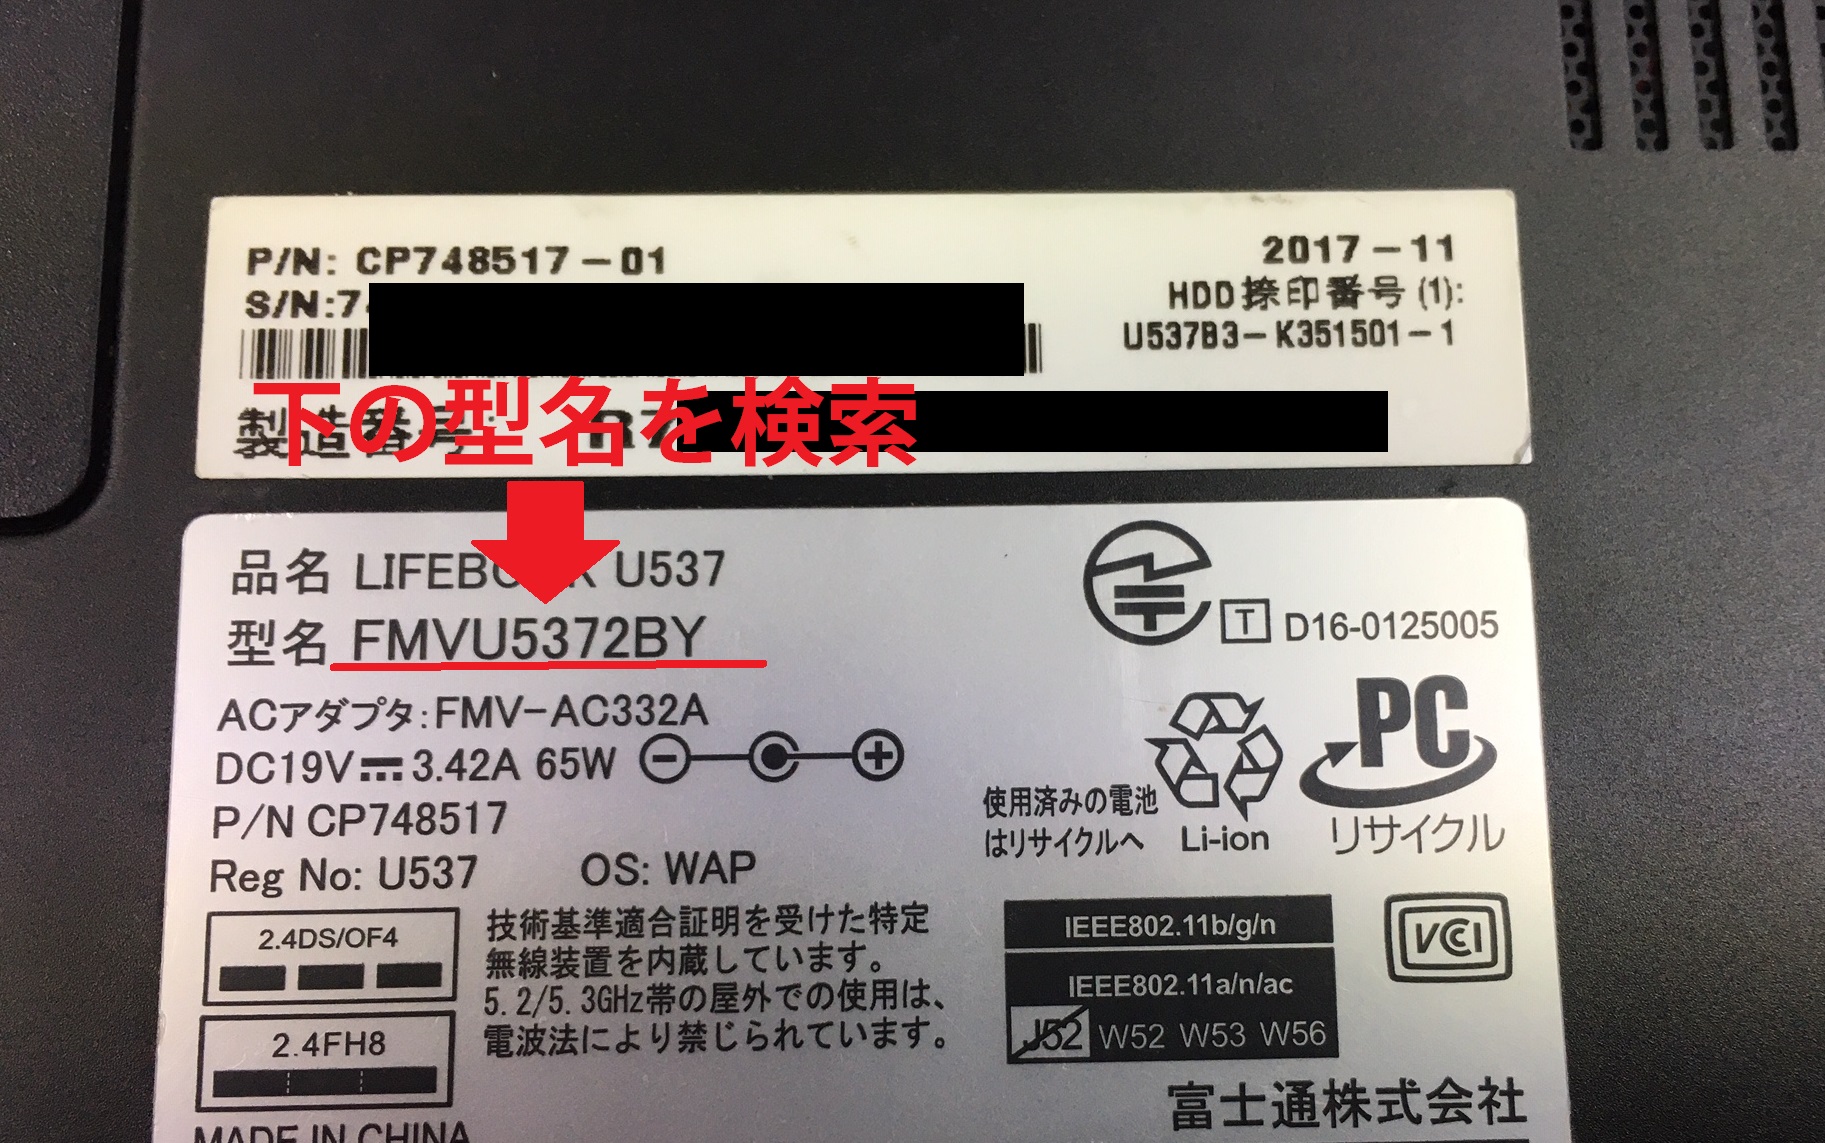 P/N: CP748517-01
2017-11
S/N:7
HDD捺印番号(1):
U537B3-K351501-1
下の型名を検索
製造番号: R7
品名 LIFEBOOK U537
型名 FMVU5372BY
T D16-0125005
ACアダプタ:FMV-AC332A
DC19V 3.42A 65W
P/N CP748517
使用済みの電池
はリサイクルへ
Li-ion
PC
リサイクル
Reg No: U537 OS: WAP
2.4DS/OF4
2.4FH8
技術基準適合証明を受けた特定
無線装置を内蔵しています。
5.2/5.3GHz帯の屋外での使用は、
電波法により禁じられています。
IEEE802.11b/g/n
IEEE802.11a/n/ac
J52 W52 W53 W56
VCCI
富士通株式会社
MADE IN CHINA